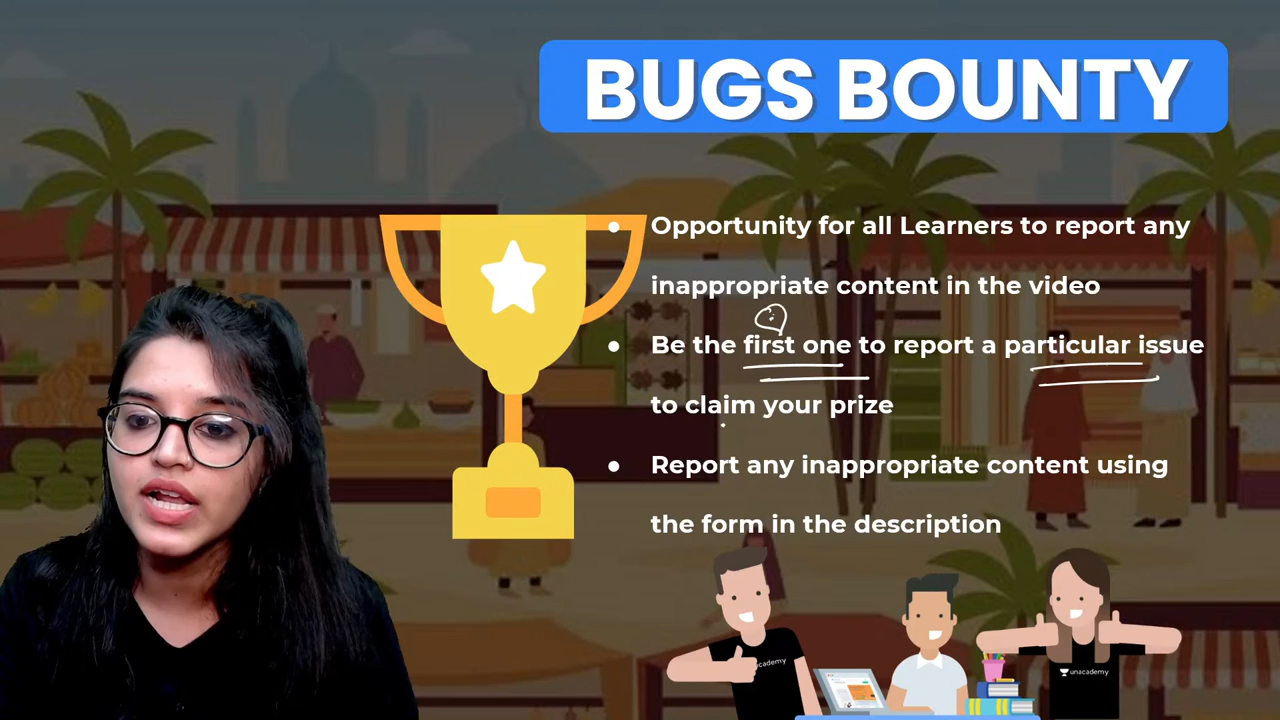 BUGS BOUNTY
• Opportunity for all Learners to report any
inappropriate content in the video
• Be the first one to report a particular issue
to claim your prize
• Report any inappropriate content using
the form in the description
unacademy